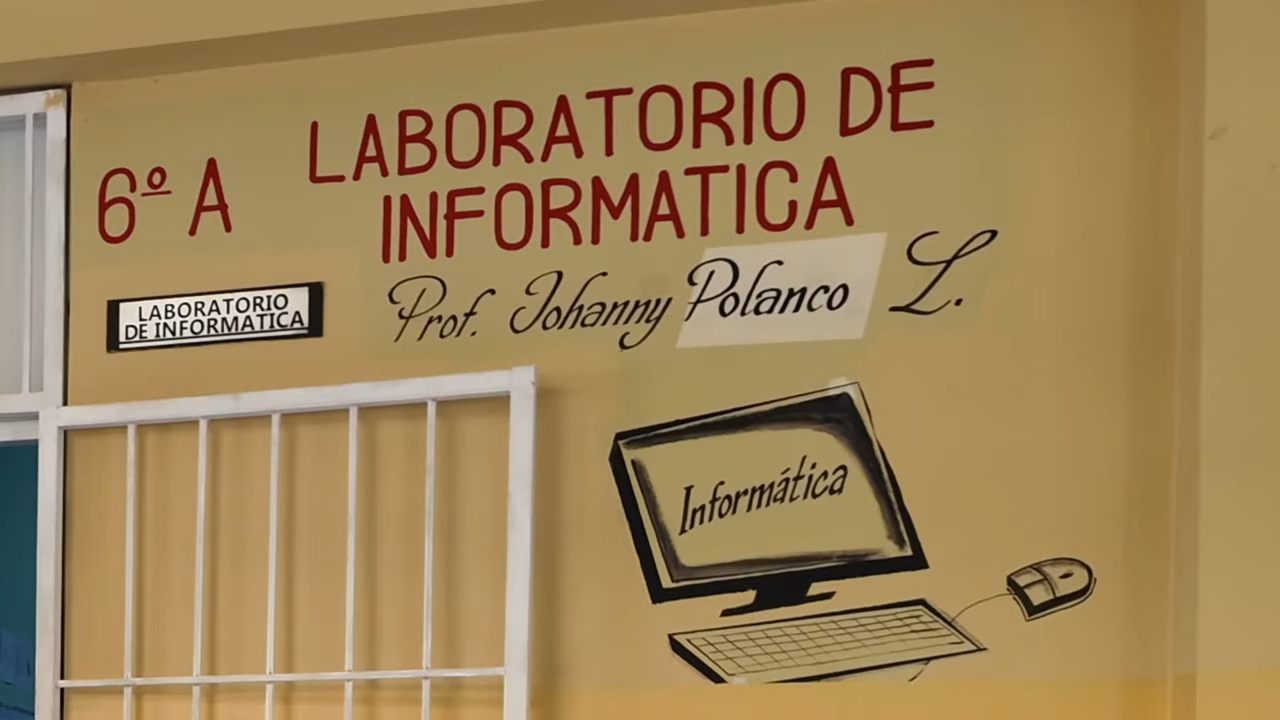 6º A
LABORATORIO DE
INFORMATICA
Prof. Johanny Polanco L.
LABORATORIO
DE INFORMATICA
Informática